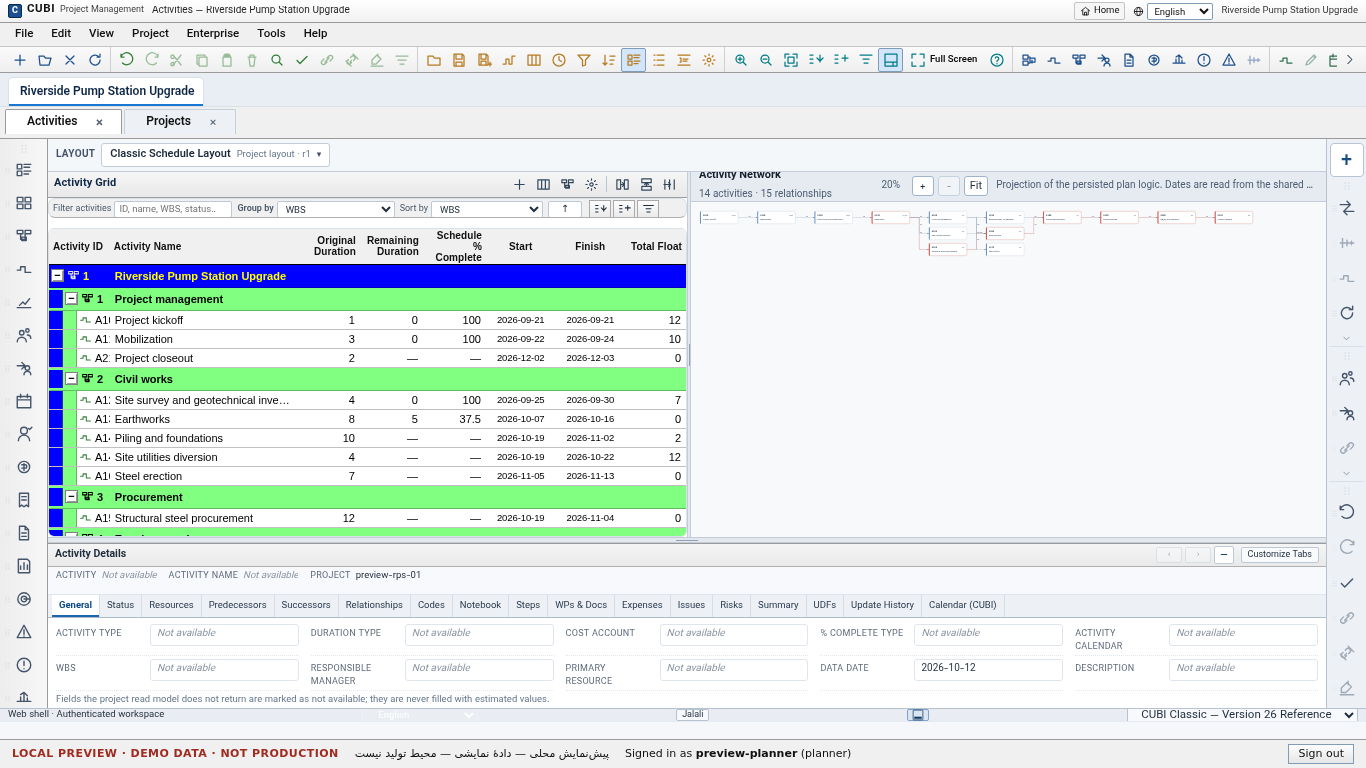 CUBI Project Management Activities — Riverside Pump Station Upgrade Home English Riverside Pump Station Upgrade
File Edit View Project Enterprise Tools Help
Full Screen
Riverside Pump Station Upgrade
Activities × Projects ×
LAYOUT Classic Schedule Layout Project layout · r1
Activity Grid
Filter activities ID, name, WBS, status.. Group by WBS Sort by WBS ↑
Activity ID Activity Name Original Duration Remaining Duration Schedule % Complete Start Finish Total Float
1 Riverside Pump Station Upgrade
1 Project management
Project kickoff 1 0 100 2026-09-21 2026-09-21 12
Mobilization 3 0 100 2026-09-22 2026-09-24 10
Project closeout 2 — — 2026-12-02 2026-12-03 0
2 Civil works
Site survey and geotechnical inve… 4 0 100 2026-09-25 2026-09-30 7
Earthworks 8 5 37.5 2026-10-07 2026-10-16 0
Piling and foundations 10 — — 2026-10-19 2026-11-02 2
Site utilities diversion 4 — — 2026-10-19 2026-10-22 12
Steel erection 7 — — 2026-11-05 2026-11-13 0
3 Procurement
Structural steel procurement 12 — — 2026-10-19 2026-11-04 0
Activity Network
14 activities · 15 relationships 20% + − Fit Projection of the persisted plan logic. Dates are read from the shared …
Activity Details Customize Tabs
ACTIVITY Not available ACTIVITY NAME Not available PROJECT preview-rps-01
General Status Resources Predecessors Successors Relationships Codes Notebook Steps WPs & Docs Expenses Issues Risks Summary UDFs Update History Calendar (CUBI)
ACTIVITY TYPE Not available DURATION TYPE Not available COST ACCOUNT Not available % COMPLETE TYPE Not available ACTIVITY CALENDAR Not available
WBS Not available RESPONSIBLE MANAGER Not available PRIMARY RESOURCE Not available DATA DATE 2026-10-12 DESCRIPTION Not available
Fields the project read model does not return are marked as not available; they are never filled with estimated values.
Web shell · Authenticated workspace English Jalali CUBI Classic — Version 26 Reference
LOCAL PREVIEW · DEMO DATA · NOT PRODUCTION پیش‌نمایش محلی — دادهٔ نمایشی — محیط تولید نیست Signed in as preview-planner (planner) Sign out